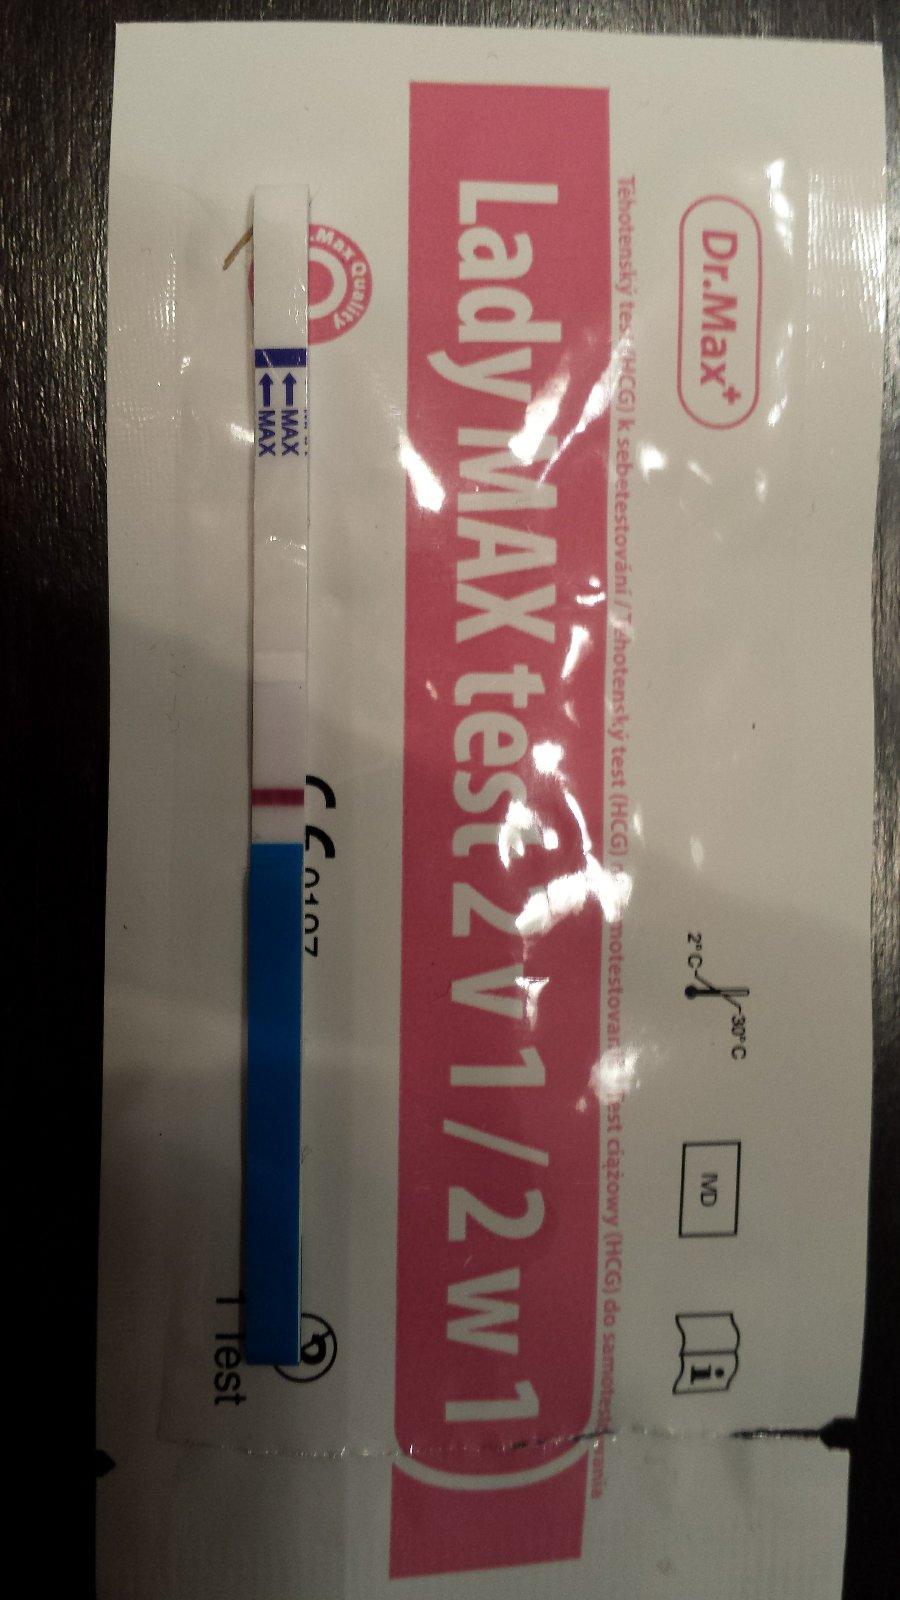 Dr.Max+
Těhotenský test (HCG) k sebetestování / Tehotenský test (HCG) na samotestovanie / Test ciążowy (HCG) do samotestowania
Lady MAX test 2 v 1 / 2 w 1
2°C
30°C
IVD
i
Max Quality
←MAX
←MAX
1 Test